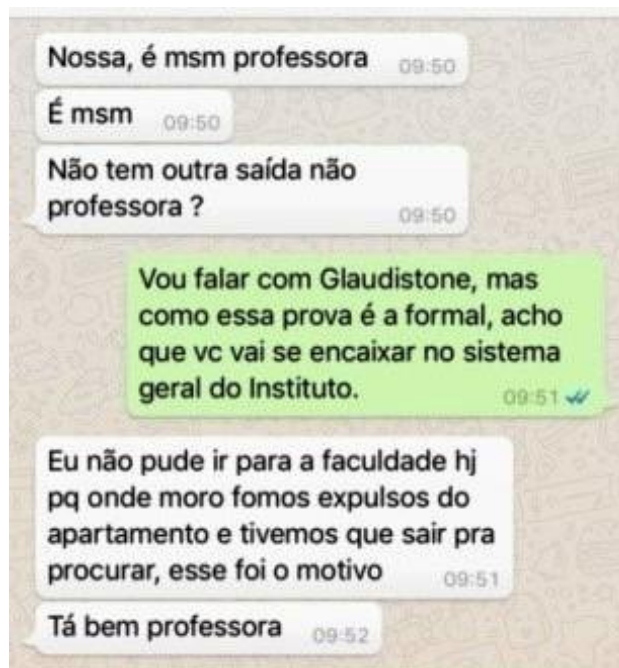 Nossa, é msm professora 09:50
É msm 09:50
Não tem outra saída não
professora ? 09:50
Vou falar com Glaudistone, mas
como essa prova é a formal, acho
que vc vai se encaixar no sistema
geral do Instituto. 09:51
Eu não pude ir para a faculdade hj
pq onde moro fomos expulsos do
apartamento e tivemos que sair pra
procurar, esse foi o motivo 09:51
Tá bem professora 09:52